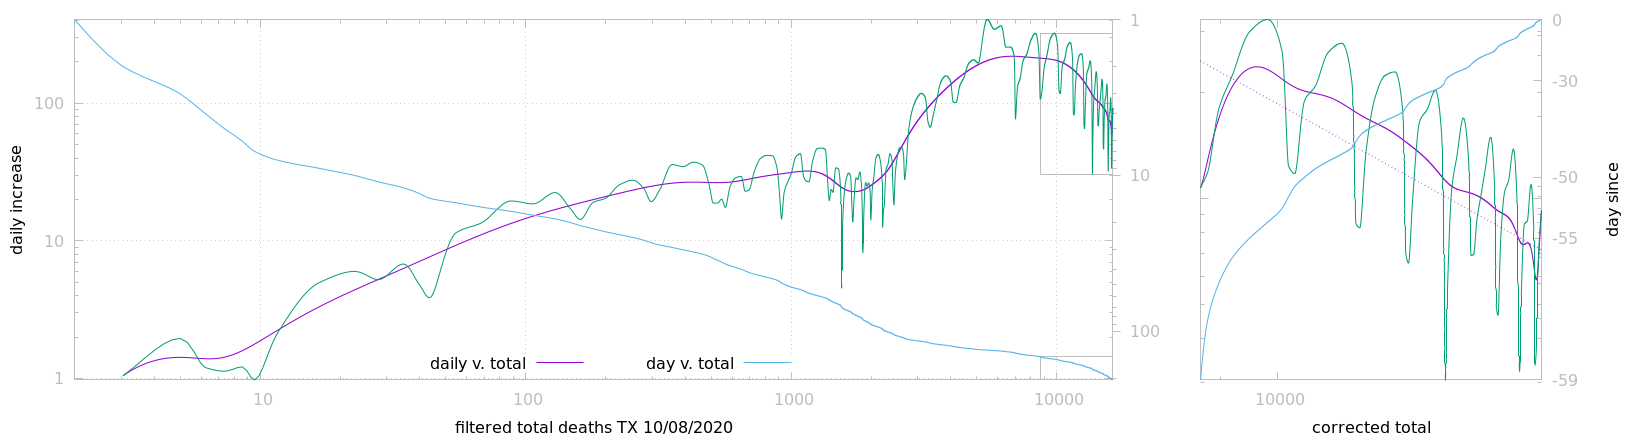 daily increase
100
10
1
10
100
1000
10000
1
10
100
daily v. total
day v. total
filtered total deaths TX 10/08/2020
0
-30
-50
-55
-59
10000
day since
corrected total